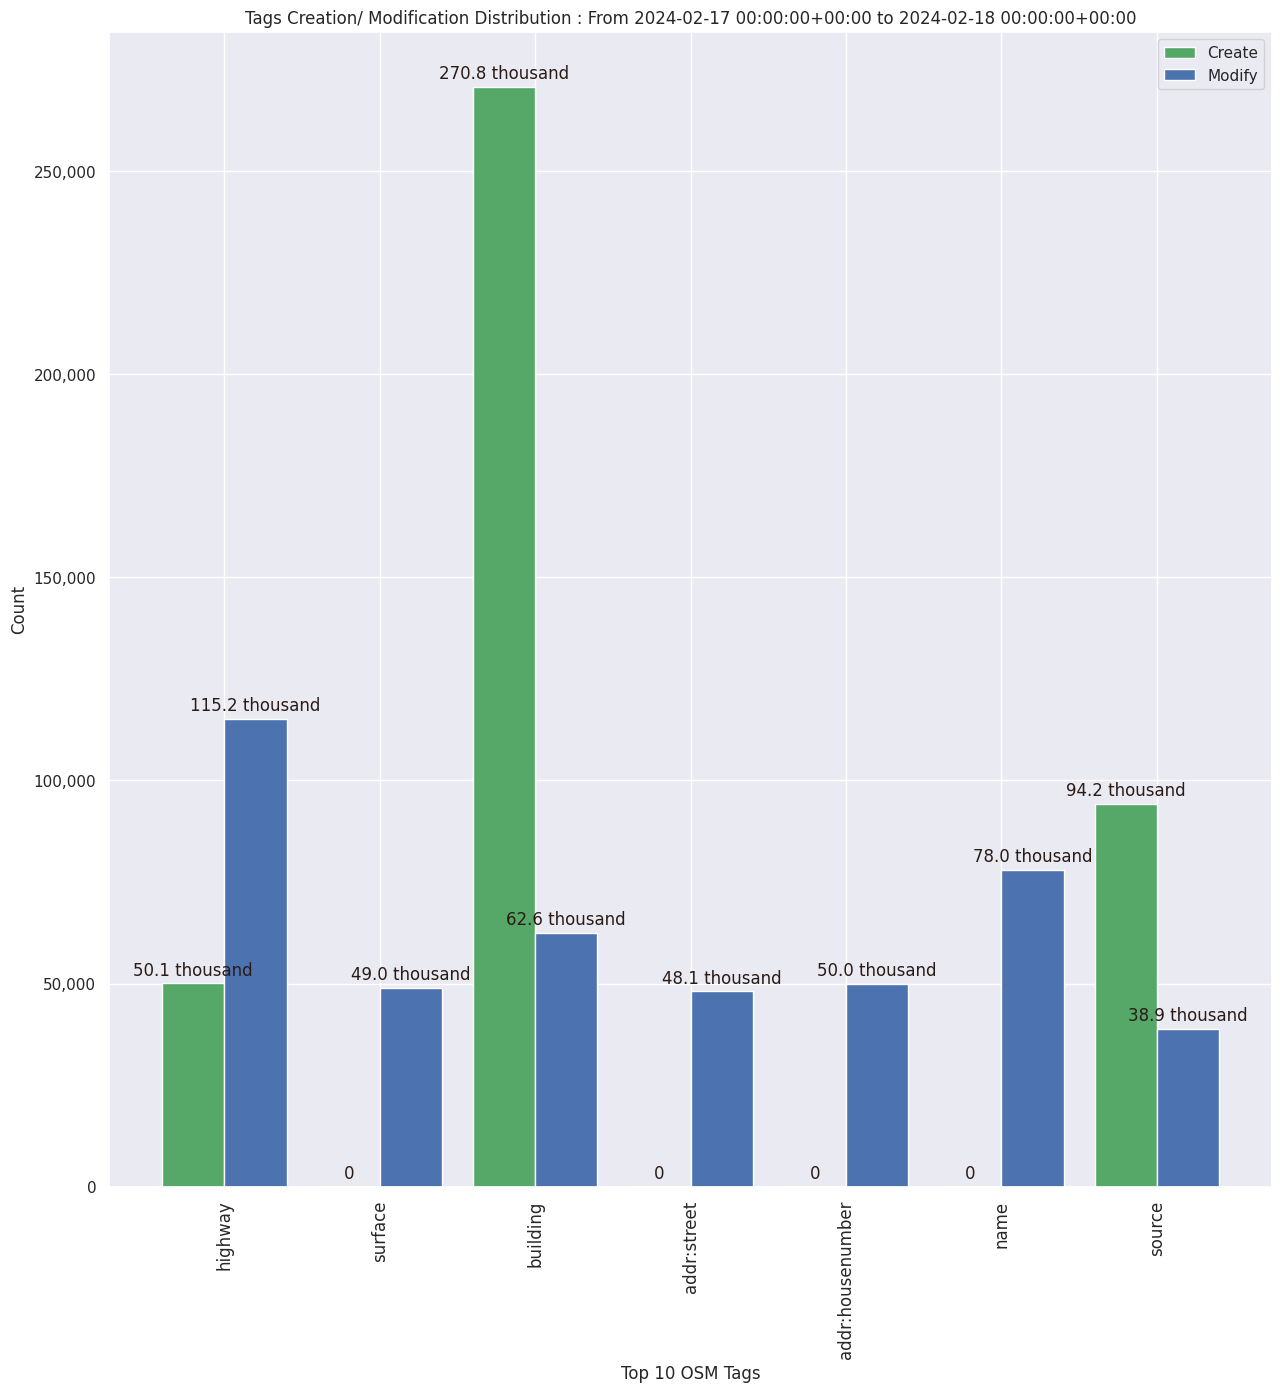 Tags Creation/ Modification Distribution : From 2024-02-17 00:00:00+00:00 to 2024-02-18 00:00:00+00:00
Create
Modify
270.8 thousand
250,000
200,000
150,000
Count
115.2 thousand
100,000
94.2 thousand
78.0 thousand
62.6 thousand
50.1 thousand
49.0 thousand
48.1 thousand
50.0 thousand
50,000
38.9 thousand
0
0
0
0
0
highway
surface
building
addr:street
addr:housenumber
name
source
Top 10 OSM Tags